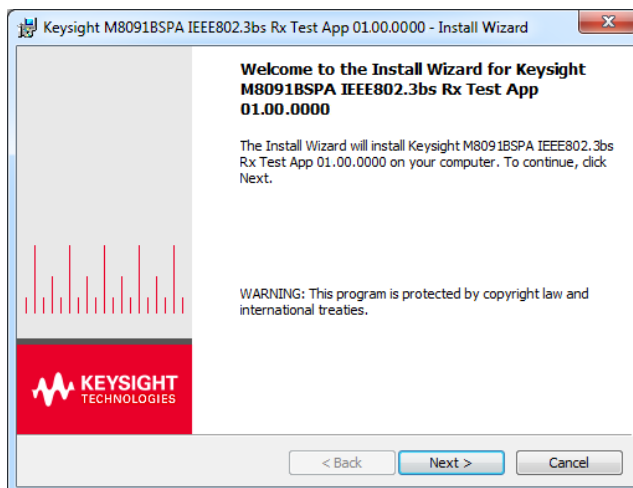 Keysight M8091BSPA IEEE802.3bs Rx Test App 01.00.0000 - Install Wizard
Welcome to the Install Wizard for Keysight
M8091BSPA IEEE802.3bs Rx Test App
01.00.0000
The Install Wizard will install Keysight M8091BSPA IEEE802.3bs
Rx Test App 01.00.0000 on your computer. To continue, click
Next.
WARNING: This program is protected by copyright law and
international treaties.
KEYSIGHT
TECHNOLOGIES
< Back
Next >
Cancel